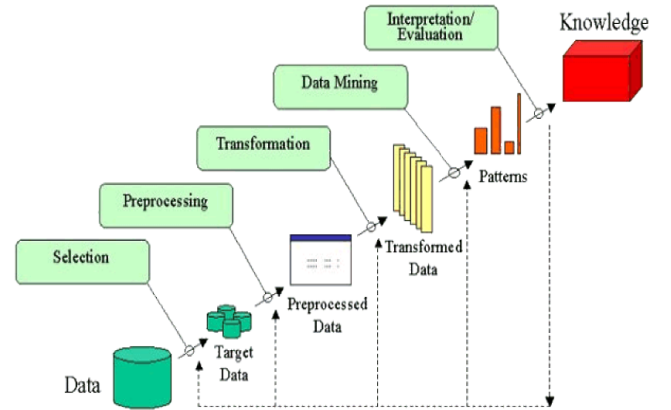 Interpretation/
Evaluation
Knowledge
Data Mining
Transformation
Patterns
Preprocessing
Transformed
Data
Selection
Preprocessed
Data
Target
Data
Data